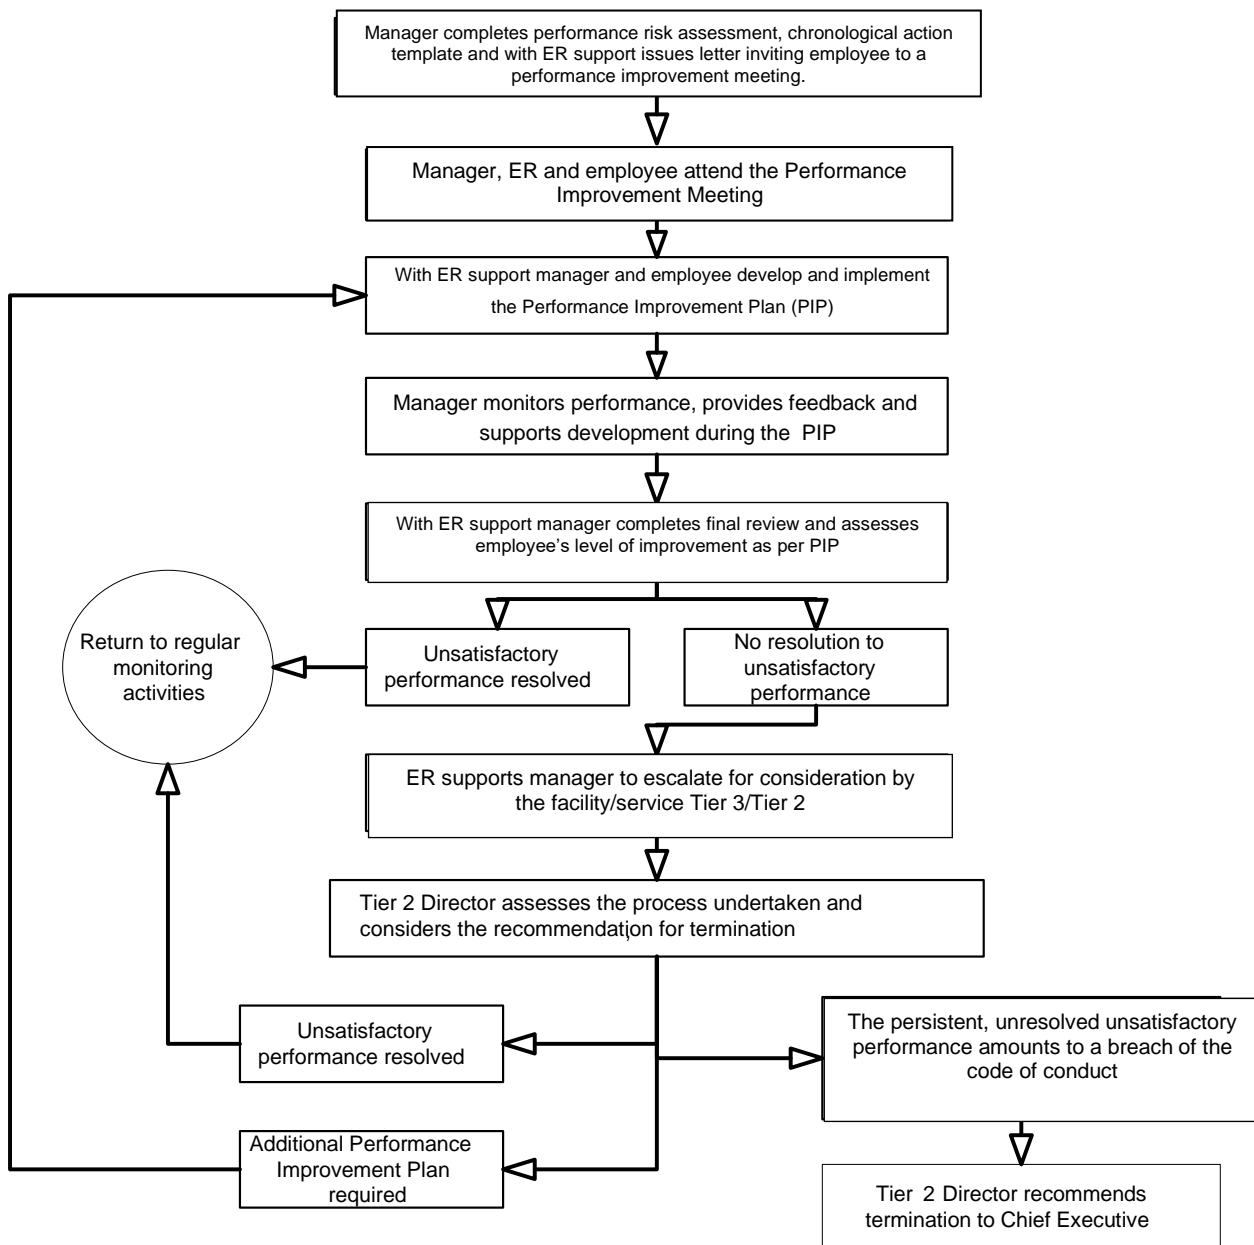 Manager completes performance risk assessment, chronological action
template and with ER support issues letter inviting employee to a
performance improvement meeting.
Manager, ER and employee attend the Performance
Improvement Meeting
With ER support manager and employee develop and implement
the Performance Improvement Plan (PIP)
Manager monitors performance, provides feedback and
supports development during the PIP
With ER support manager completes final review and assesses
employee’s level of improvement as per PIP
Return to regular
monitoring
activities
Unsatisfactory
performance resolved
No resolution to
unsatisfactory
performance
ER supports manager to escalate for consideration by
the facility/service Tier 3/Tier 2
Tier 2 Director assesses the process undertaken and
considers the recommendation for termination
Unsatisfactory
performance resolved
The persistent, unresolved unsatisfactory
performance amounts to a breach of the
code of conduct
Additional Performance
Improvement Plan
required
Tier 2 Director recommends
termination to Chief Executive